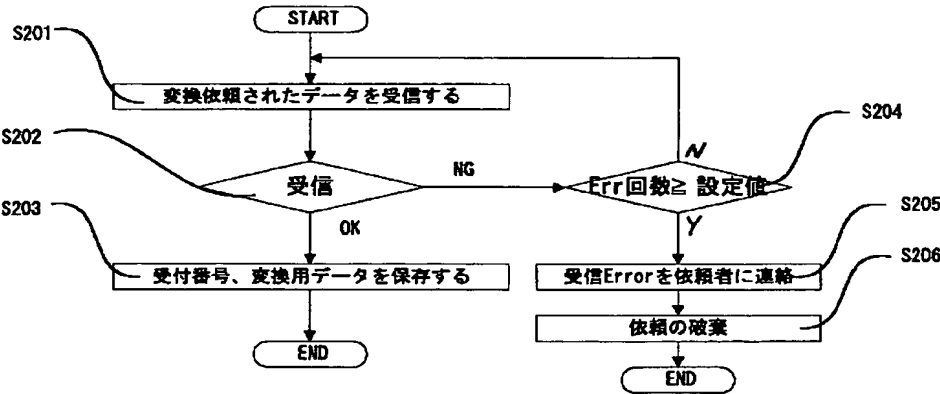 START
S201
変換依頼されたデータを受信する
S202
受信
NG
OK
S203
受付番号、変換用データを保存する
END
S204
Err回数≧ 設定値
N
Y
S205
受信Errorを依頼者に連絡
S206
依頼の破棄
END